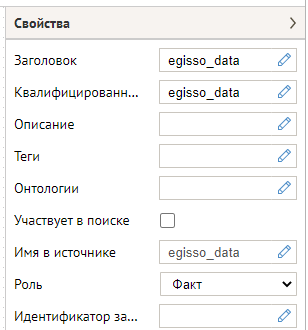 Свойства
Заголовок egisso_data
Квалифицированн... egisso_data
Описание
Теги
Онтологии
Участвует в поиске
Имя в источнике egisso_data
Роль Факт
Идентификатор за...